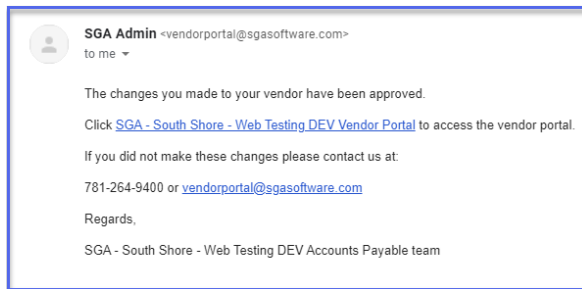 SGA Admin <vendorportal@sgasoftware.com>
to me
The changes you made to your vendor have been approved.
Click SGA - South Shore - Web Testing DEV Vendor Portal to access the vendor portal.
If you did not make these changes please contact us at:
781-264-9400 or vendorportal@sgasoftware.com
Regards,
SGA - South Shore - Web Testing DEV Accounts Payable team